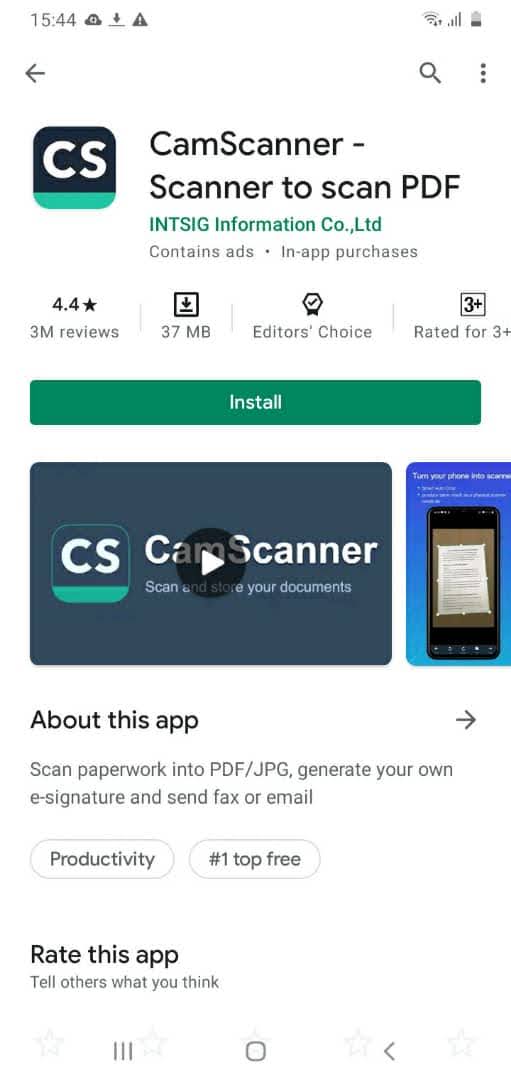 15:44
CS
CamScanner -
Scanner to scan PDF
INTSIG Information Co.,Ltd
Contains ads • In-app purchases
4.4★
3M reviews
37 MB
Editors' Choice
3+
Rated for 3+
Install
CS
CamScanner
Scan and store your documents
Turn your phone into scanne
About this app
Scan paperwork into PDF/JPG, generate your own
e-signature and send fax or email
Productivity
#1 top free
Rate this app
Tell others what you think